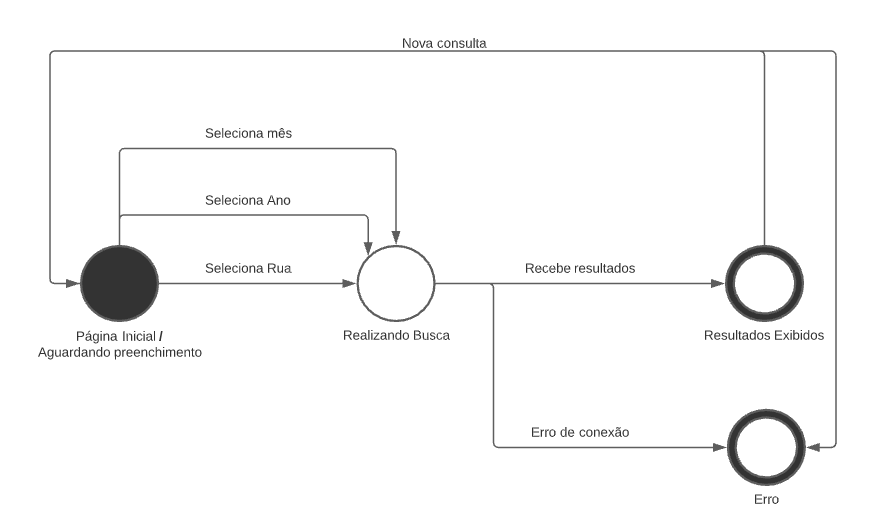 Nova consulta
Seleciona mês
Seleciona Ano
Seleciona Rua
Recebe resultados
Página Inicial /
Aguardando preenchimento
Realizando Busca
Resultados Exibidos
Erro de conexão
Erro